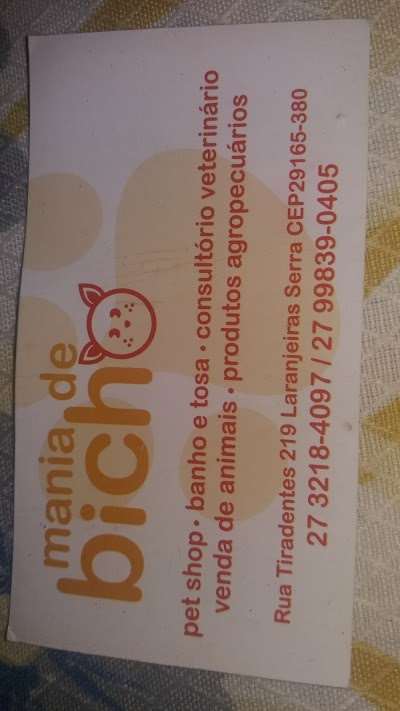 mania de
bicho
pet shop • banho e tosa • consultório veterinário
venda de animais • produtos agropecuários
Rua Tiradentes 219 Laranjeiras Serra CEP29165-380
27 3218-4097 / 27 99839-0405